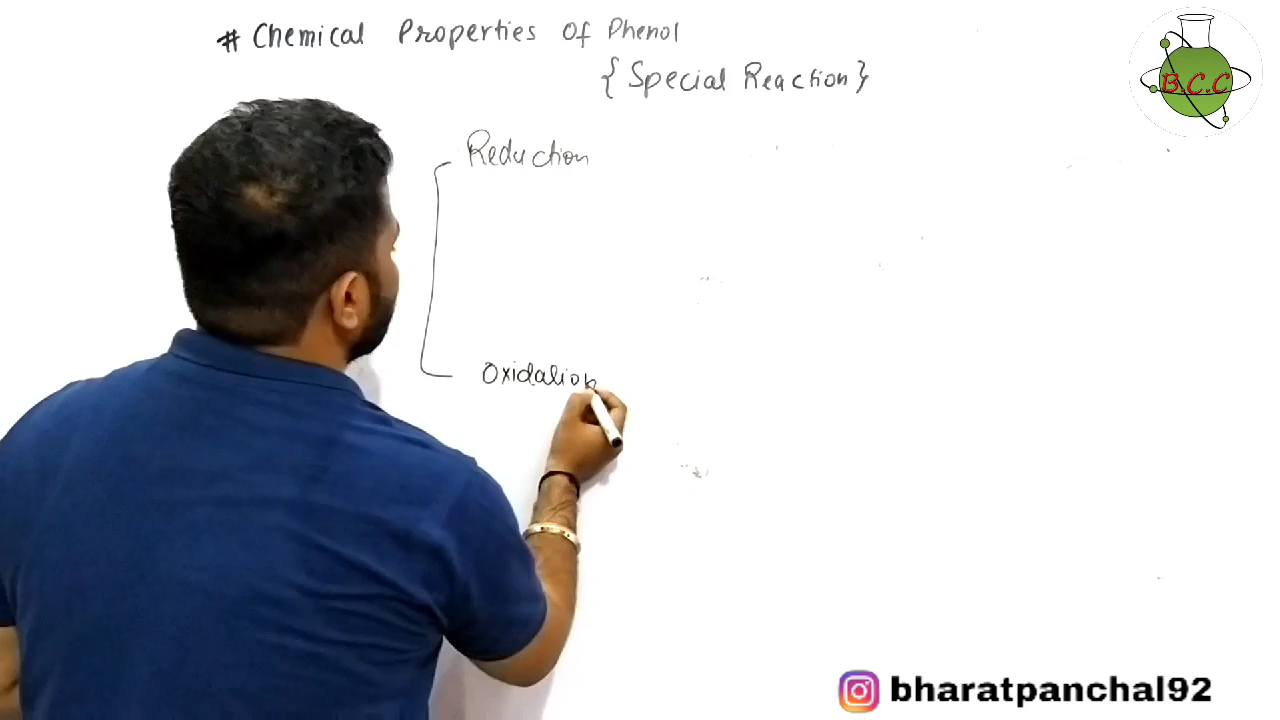 # Chemical Properties Of Phenol
{Special Reaction}
B.C.C
Reduction
Oxidation
bharatpanchal92